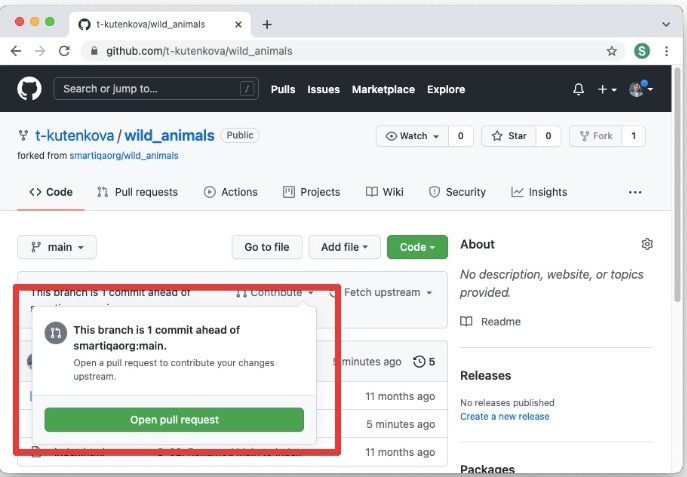 t-kutenkova/wild_animals
github.com/t-kutenkova/wild_animals
S
Search or jump to... /
Pulls Issues Marketplace Explore
t-kutenkova / wild_animals Public
forked from smartiqaorg/wild_animals
Watch 0 Star 0 Fork 1
Code Pull requests Actions Projects Wiki Security Insights
main Go to file Add file Code
This branch is 1 commit ahead of
Contribute Fetch upstream
This branch is 1 commit ahead of
smartiqaorg:main.
Open a pull request to contribute your changes
upstream.
Open pull request
minutes ago 5
11 months ago
5 minutes ago
11 months ago
About
No description, website, or topics
provided.
Readme
Releases
No releases published
Create a new release
Packages